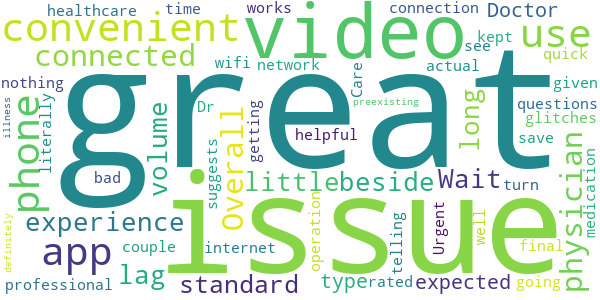 healthcare time works connection Doctor
convenient video use
kept see quick
connected wifi network actual
nothing great Care given
phone literally Dr preexisting questions
illness volume getting helpful long glitches
bad Overall save
suggests little beside Wait turn
experience physician medication
app couple internet operation telling Urgent well final
definitely lag issue
professional standard type rated expected going